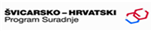 ŠVICARSKO – HRVATSKI
Program Suradnje